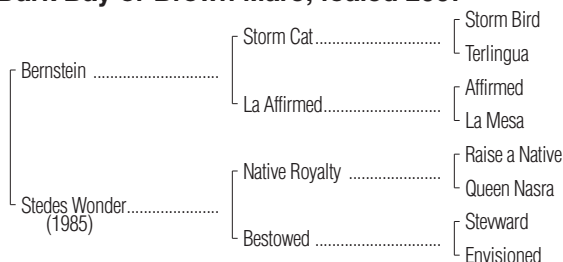 Dark Bay or Brown Mare; foaled
Storm Bird
Storm Cat
Terlingua
Bernstein
Affirmed
La Affirmed
La Mesa
Raise a Native
Native Royalty
Queen Nasra
Stedes Wonder
(1985)
Stevward
Bestowed
Envisioned